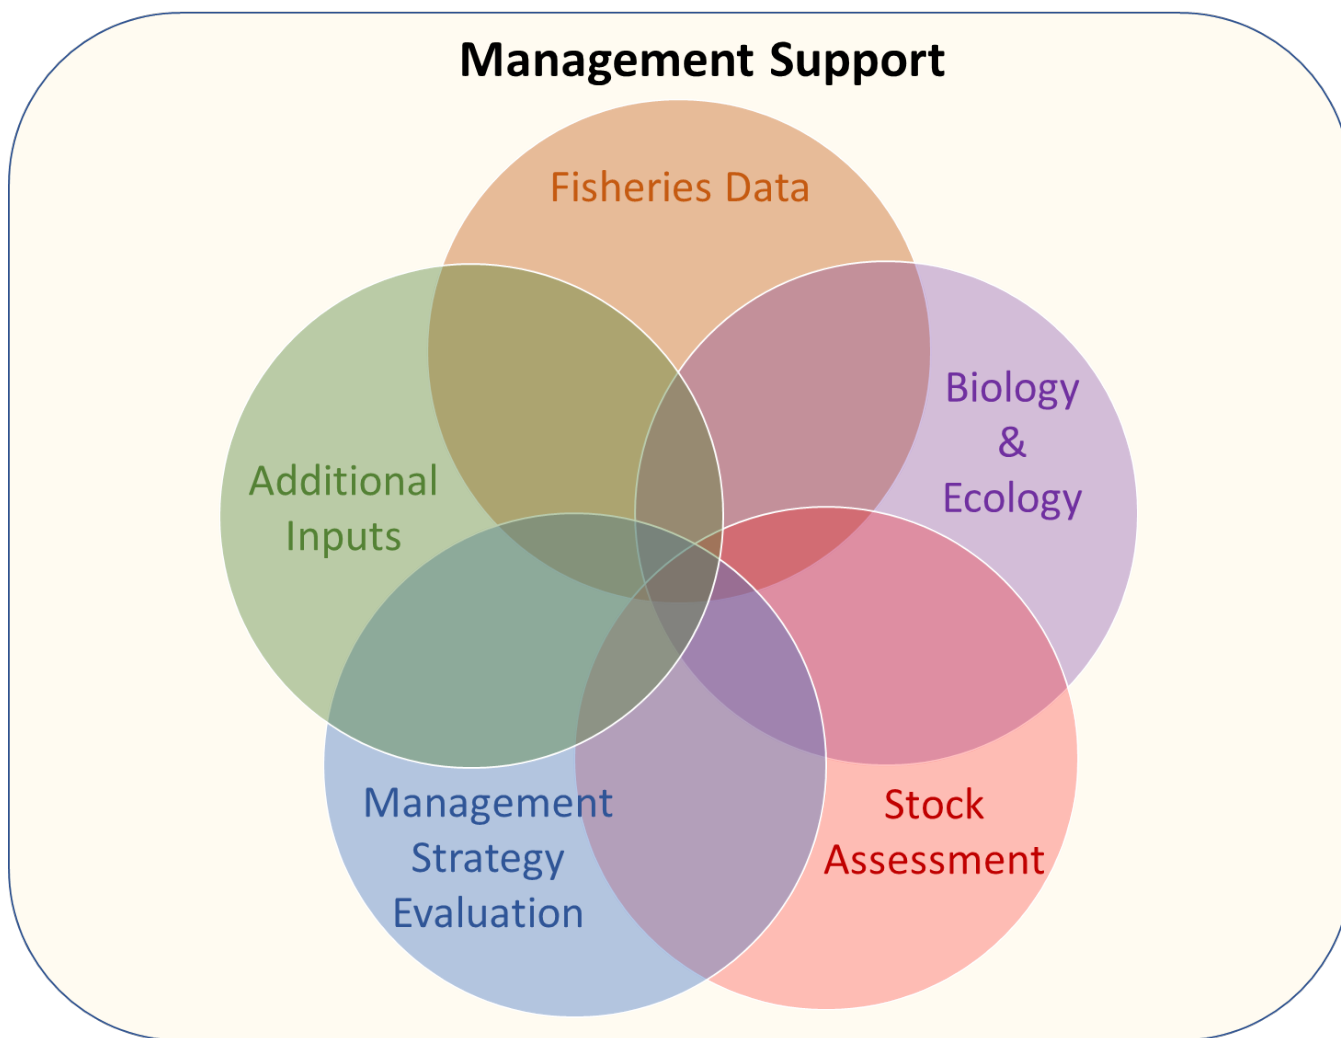 Management Support
Fisheries Data
Biology
&
Ecology
Additional
Inputs
Management
Strategy
Evaluation
Stock
Assessment